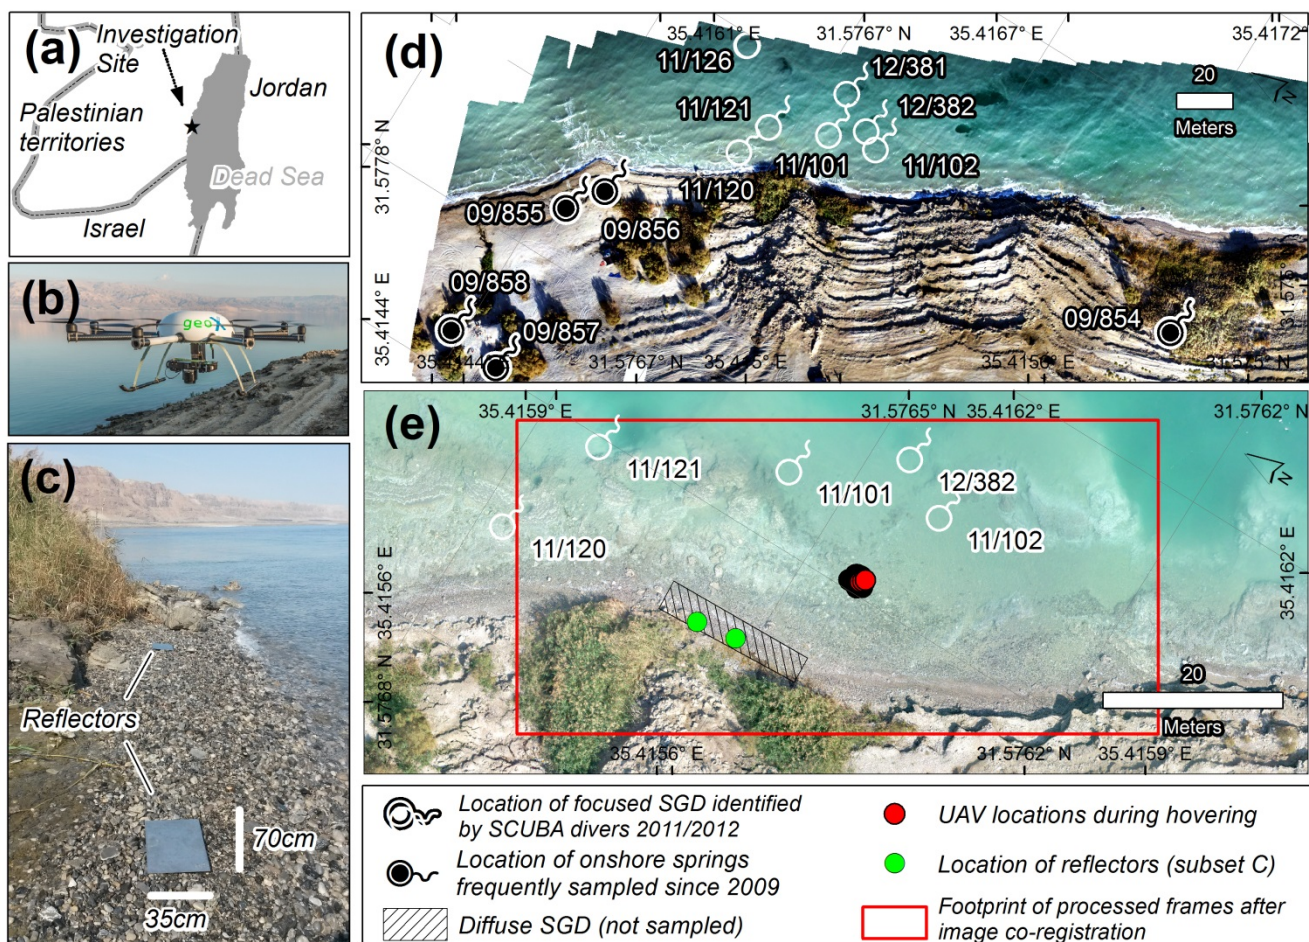 (a)
Investigation
Site
Jordan
Palestinian
territories
Dead Sea
Israel
(b)
geo
(c)
Reflectors
70cm
35cm
(d)
35.4161° E
31.5767° N
35.4167° E
35.4172° E
11/126
12/381
20
Meters
N
11/121
12/382
11/101
11/102
11/120
31.5778° N
09/855
09/856
09/858
09/857
09/854
35.4144° E
31.5767° N
35.4156° E
(e)
35.4159° E
31.5765° N
35.4162° E
31.5762° N
N
11/121
11/101
12/382
11/102
11/120
35.4156° E
35.4162° E
31.5768° N
20
Meters
35.4156° E
31.5762° N
35.4159° E
Location of focused SGD identified
by SCUBA divers 2011/2012
Location of onshore springs
frequently sampled since 2009
Diffuse SGD (not sampled)
UAV locations during hovering
Location of reflectors (subset C)
Footprint of processed frames after
image co-registration